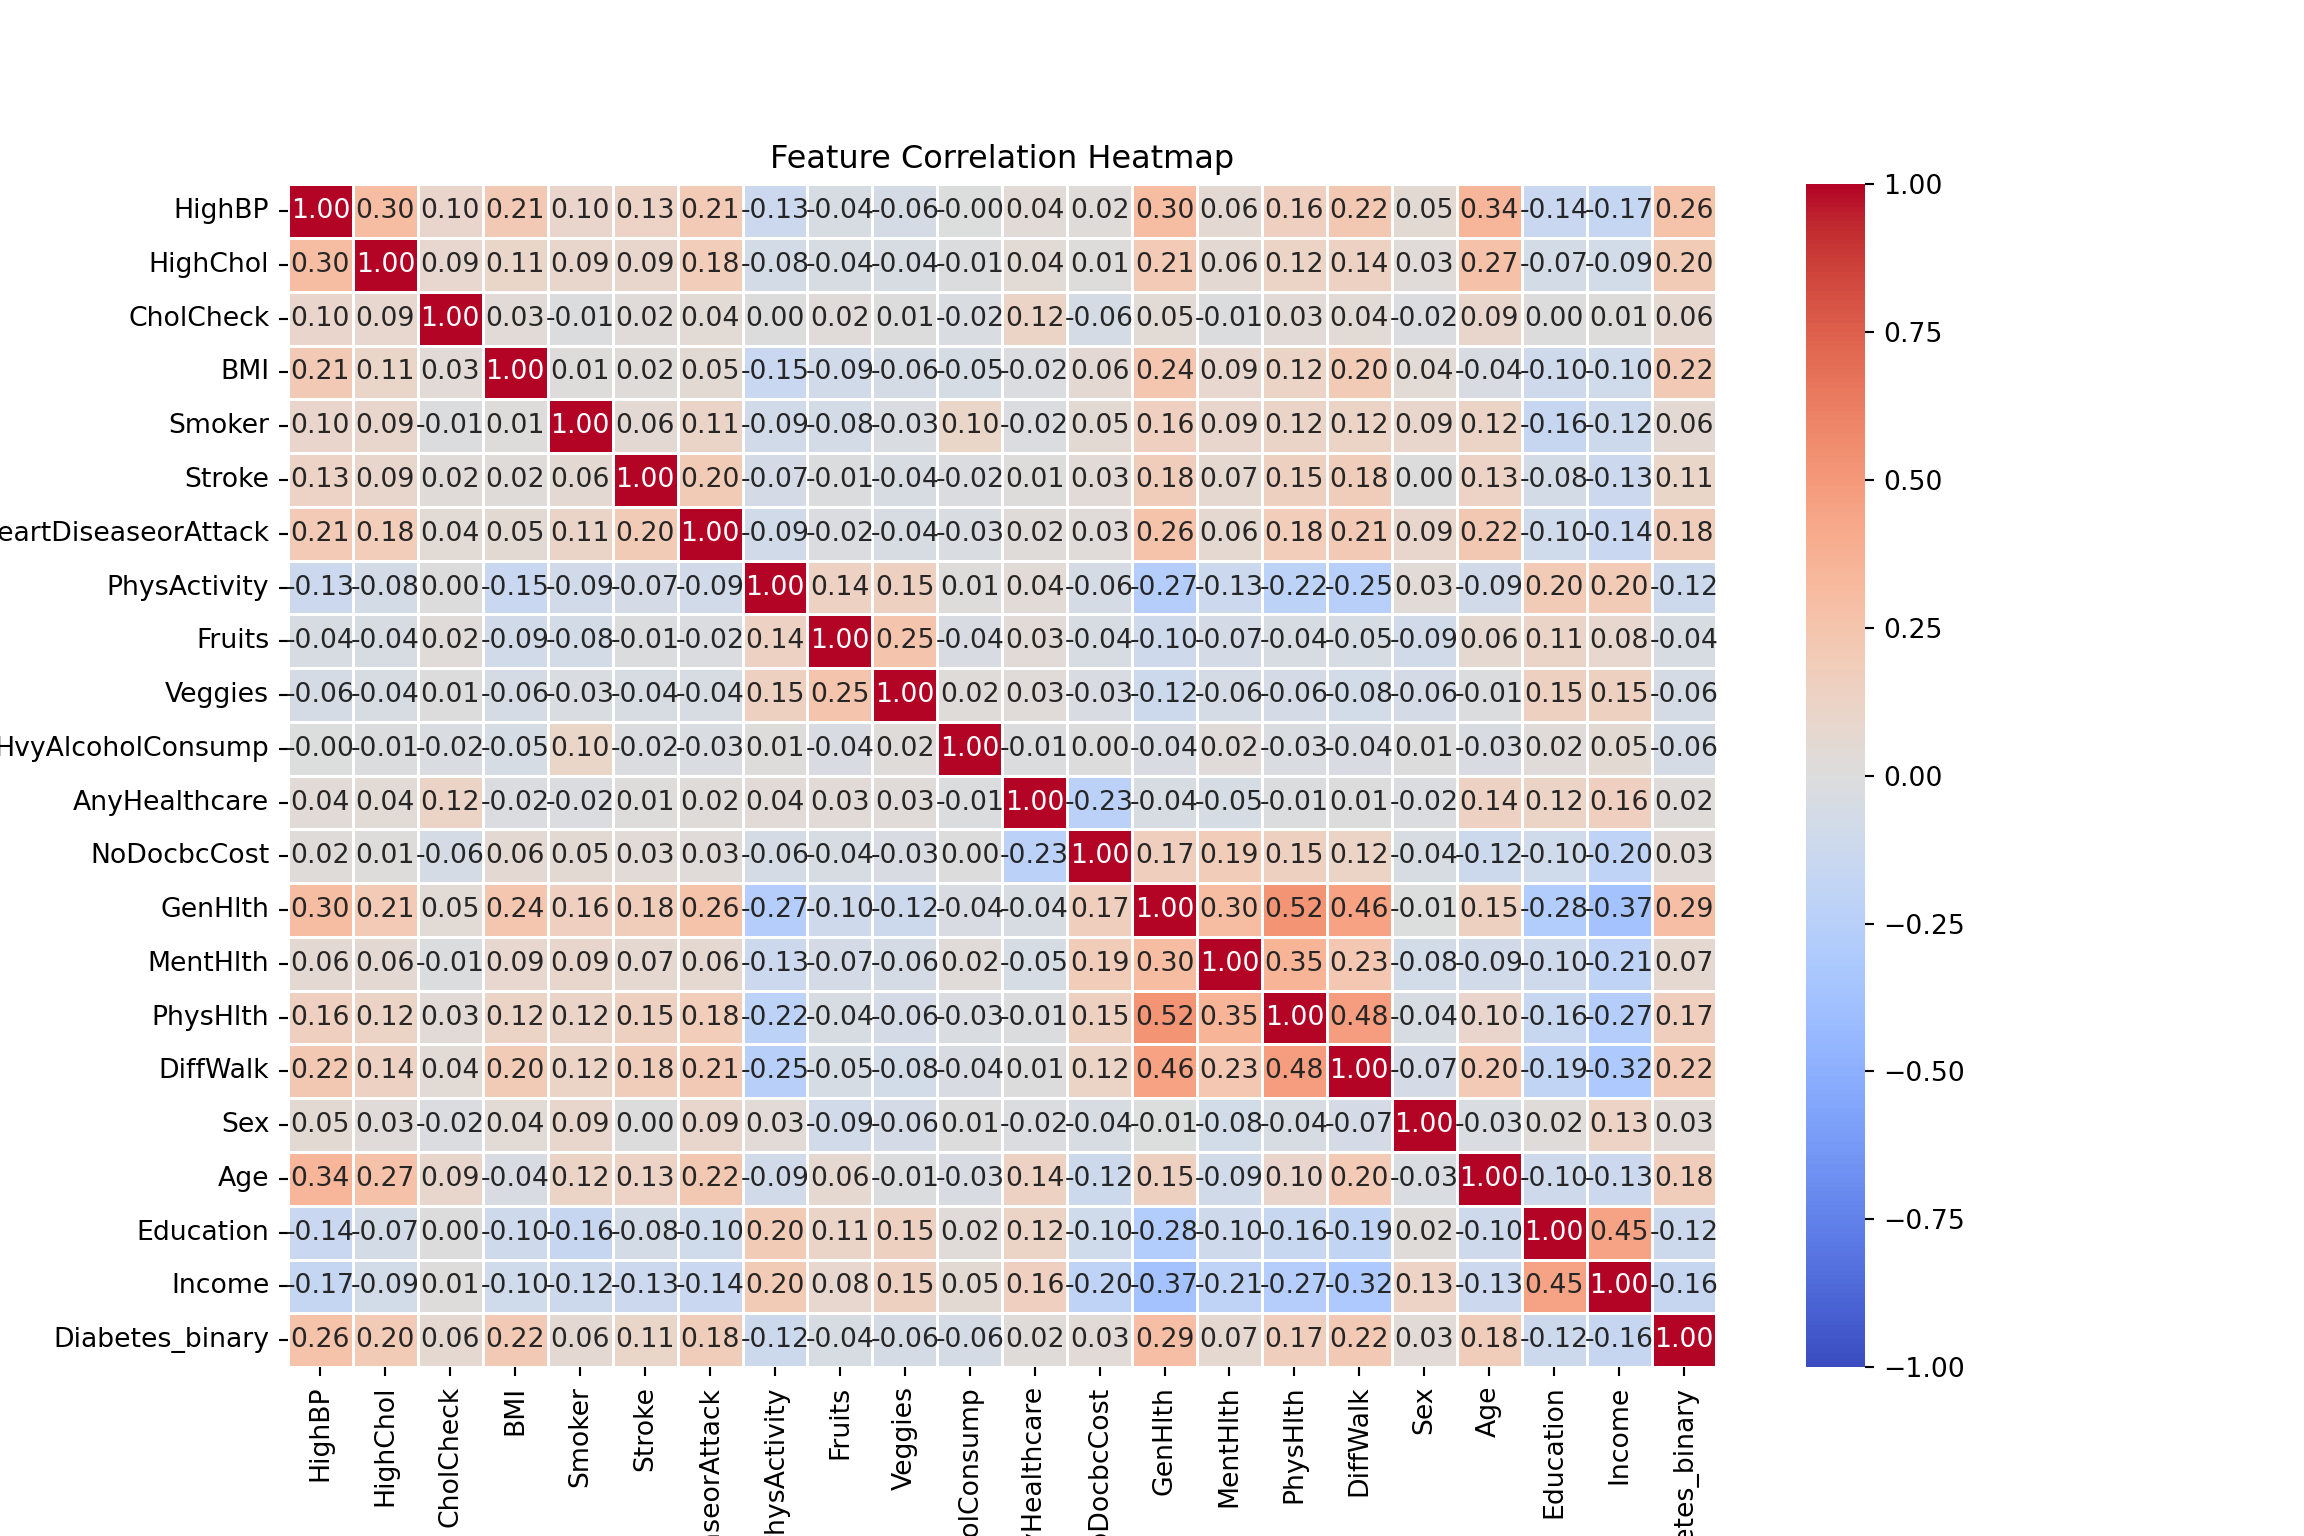 Feature Correlation Heatmap
HighBP 1.00 0.30 0.10 0.21 0.10 0.13 0.21 -0.13 -0.04 -0.06 -0.00 0.04 0.02 0.30 0.06 0.16 0.22 0.05 0.34 -0.14 -0.17 0.26
HighChol 0.30 1.00 0.09 0.11 0.09 0.09 0.18 -0.08 -0.04 -0.04 -0.01 0.04 0.01 0.21 0.06 0.12 0.14 0.03 0.27 -0.07 -0.09 0.20
CholCheck 0.10 0.09 1.00 0.03 -0.01 0.02 0.04 0.00 0.02 0.01 -0.02 0.12 -0.06 0.05 -0.01 0.03 0.04 -0.02 0.09 0.00 0.01 0.06
BMI 0.21 0.11 0.03 1.00 0.01 0.02 0.05 -0.15 -0.09 -0.06 -0.05 -0.02 0.06 0.24 0.09 0.12 0.20 0.04 -0.04 -0.10 -0.10 0.22
Smoker 0.10 0.09 -0.01 0.01 1.00 0.06 0.11 -0.09 -0.08 -0.03 0.10 -0.02 0.05 0.16 0.09 0.12 0.12 0.09 0.12 -0.16 -0.12 0.06
Stroke 0.13 0.09 0.02 0.02 0.06 1.00 0.20 -0.07 -0.01 -0.04 -0.02 0.01 0.03 0.18 0.07 0.15 0.18 0.00 0.13 -0.08 -0.13 0.11
eartDiseaseorAttack 0.21 0.18 0.04 0.05 0.11 0.20 1.00 -0.09 -0.02 -0.04 -0.03 0.02 0.03 0.26 0.06 0.18 0.21 0.09 0.22 -0.10 -0.14 0.18
PhysActivity -0.13 -0.08 0.00 -0.15 -0.09 -0.07 -0.09 1.00 0.14 0.15 0.01 0.04 -0.06 -0.27 -0.13 -0.22 -0.25 0.03 -0.09 0.20 0.20 -0.12
Fruits -0.04 -0.04 0.02 -0.09 -0.08 -0.01 -0.02 0.14 1.00 0.25 -0.04 0.03 -0.04 -0.10 -0.07 -0.04 -0.05 -0.09 0.06 0.11 0.08 -0.04
Veggies -0.06 -0.04 0.01 -0.06 -0.03 -0.04 -0.04 0.15 0.25 1.00 0.02 0.03 -0.03 -0.12 -0.06 -0.06 -0.08 -0.06 -0.01 0.15 0.15 -0.06
HvyAlcoholConsump -0.00 -0.01 -0.02 -0.05 0.10 -0.02 -0.03 0.01 -0.04 0.02 1.00 -0.01 0.00 -0.04 0.02 -0.03 -0.04 0.01 -0.03 0.02 0.05 -0.06
AnyHealthcare 0.04 0.04 0.12 -0.02 -0.02 0.01 0.02 0.04 0.03 0.03 -0.01 1.00 -0.23 -0.04 -0.05 -0.01 0.01 -0.02 0.14 0.12 0.16 0.02
NoDocbcCost 0.02 0.01 -0.06 0.06 0.05 0.03 0.03 -0.06 -0.04 -0.03 0.00 -0.23 1.00 0.17 0.19 0.15 0.12 -0.04 -0.12 -0.10 -0.20 0.03
GenHlth 0.30 0.21 0.05 0.24 0.16 0.18 0.26 -0.27 -0.10 -0.12 -0.04 -0.04 0.17 1.00 0.30 0.52 0.46 -0.01 0.15 -0.28 -0.37 0.29
MentHlth 0.06 0.06 -0.01 0.09 0.09 0.07 0.06 -0.13 -0.07 -0.06 0.02 -0.05 0.19 0.30 1.00 0.35 0.23 -0.08 -0.09 -0.10 -0.21 0.07
PhysHlth 0.16 0.12 0.03 0.12 0.12 0.15 0.18 -0.22 -0.04 -0.06 -0.03 -0.01 0.15 0.52 0.35 1.00 0.48 -0.04 0.10 -0.16 -0.27 0.17
DiffWalk 0.22 0.14 0.04 0.20 0.12 0.18 0.21 -0.25 -0.05 -0.08 -0.04 0.01 0.12 0.46 0.23 0.48 1.00 -0.07 0.20 -0.19 -0.32 0.22
Sex 0.05 0.03 -0.02 0.04 0.09 0.00 0.09 0.03 -0.09 -0.06 0.01 -0.02 -0.04 -0.01 -0.08 -0.04 -0.07 1.00 -0.03 0.02 0.13 0.03
Age 0.34 0.27 0.09 -0.04 0.12 0.13 0.22 -0.09 0.06 -0.01 -0.03 0.14 -0.12 0.15 -0.09 0.10 0.20 -0.03 1.00 -0.10 -0.13 0.18
Education -0.14 -0.07 0.00 -0.10 -0.16 -0.08 -0.10 0.20 0.11 0.15 0.02 0.12 -0.10 -0.28 -0.10 -0.16 -0.19 0.02 -0.10 1.00 0.45 -0.12
Income -0.17 -0.09 0.01 -0.10 -0.12 -0.13 -0.14 0.20 0.08 0.15 0.05 0.16 -0.20 -0.37 -0.21 -0.27 -0.32 0.13 -0.13 0.45 1.00 -0.16
Diabetes_binary 0.26 0.20 0.06 0.22 0.06 0.11 0.18 -0.12 -0.04 -0.06 -0.06 0.02 0.03 0.29 0.07 0.17 0.22 0.03 0.18 -0.12 -0.16 1.00
HighBP
HighChol
CholCheck
BMI
Smoker
Stroke
seorAttack
hysActivity
Fruits
Veggies
olConsump
yHealthcare
oDocbcCost
GenHlth
MentHlth
PhysHlth
DiffWalk
Sex
Age
Education
Income
etes_binary
1.00
0.75
0.50
0.25
0.00
−0.25
−0.50
−0.75
−1.00